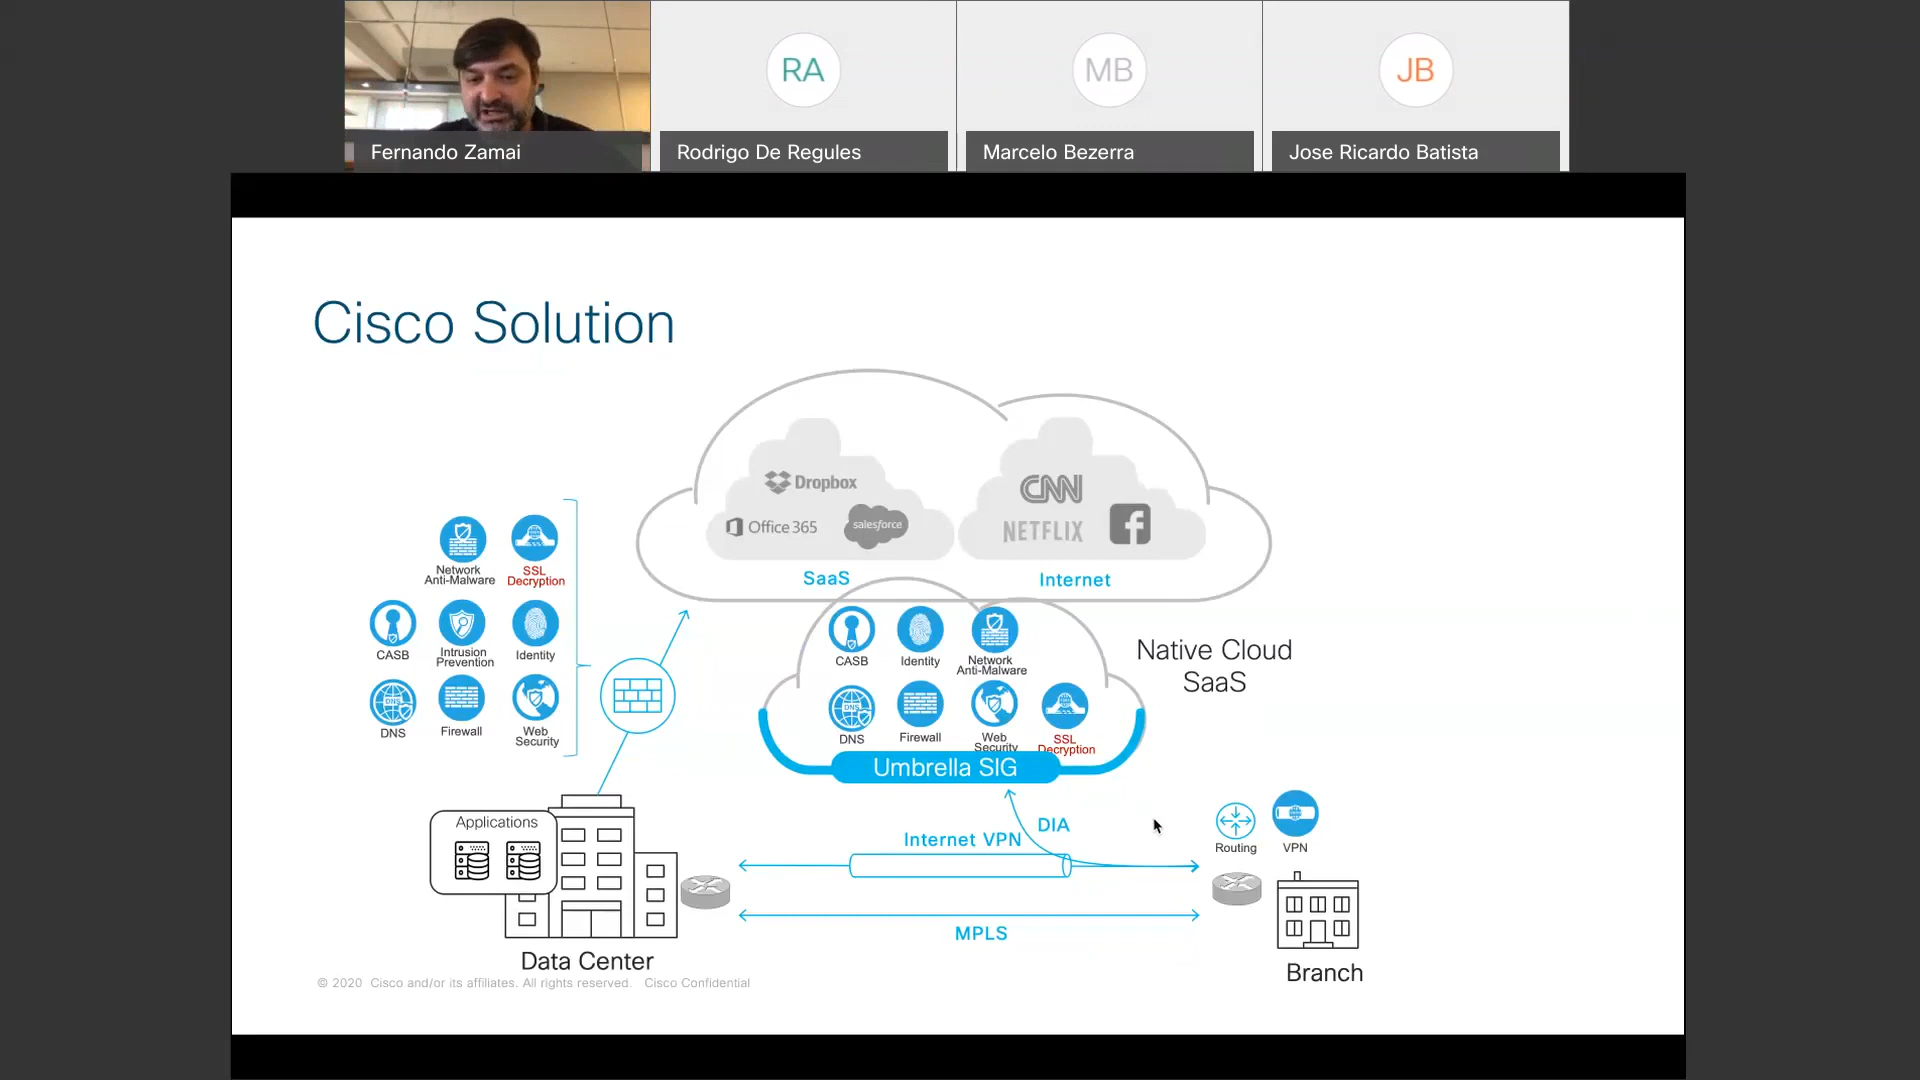 RA
MB
JB
Fernando Zamai
Rodrigo De Regules
Marcelo Bezerra
Jose Ricardo Batista
Cisco Solution
Dropbox
Office 365
salesforce
SaaS
CNN
NETFLIX
f
Internet
Network
Anti-Malware
SSL
Decryption
CASB
Intrusion
Prevention
Identity
DNS
DNS
Firewall
Web
Security
CASB
Identity
Network
Anti-Malware
DNS
DNS
Firewall
Web
Security
SSL
Decryption
Umbrella SIG
Native Cloud
SaaS
Applications
Internet VPN
DIA
MPLS
Routing
VPN
Data Center
Branch
© 2020 Cisco and/or its affiliates. All rights reserved. Cisco Confidential